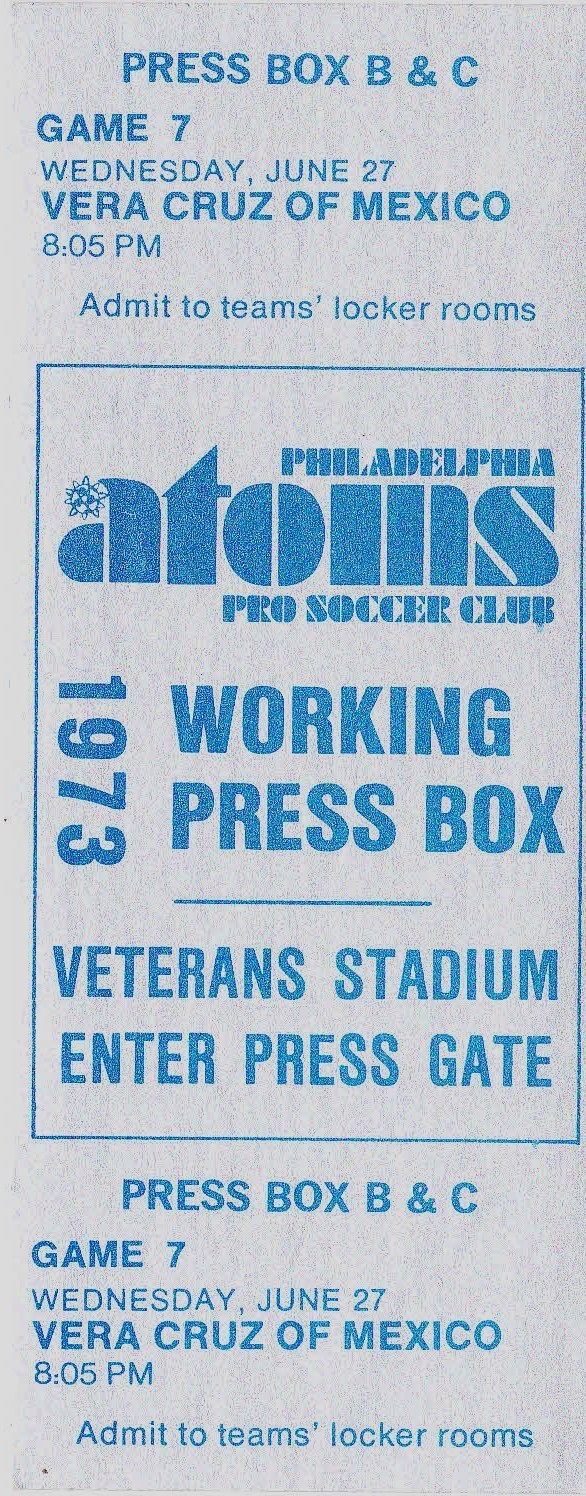 PRESS BOX B & C
GAME 7
WEDNESDAY, JUNE 27
VERA CRUZ OF MEXICO
8:05 PM
Admit to teams' locker rooms
PHILADELPHIA
atoms
PRO SOCCER CLUB
1973
WORKING
PRESS BOX
VETERANS STADIUM
ENTER PRESS GATE
PRESS BOX B & C
GAME 7
WEDNESDAY, JUNE 27
VERA CRUZ OF MEXICO
8:05 PM
Admit to teams' locker rooms